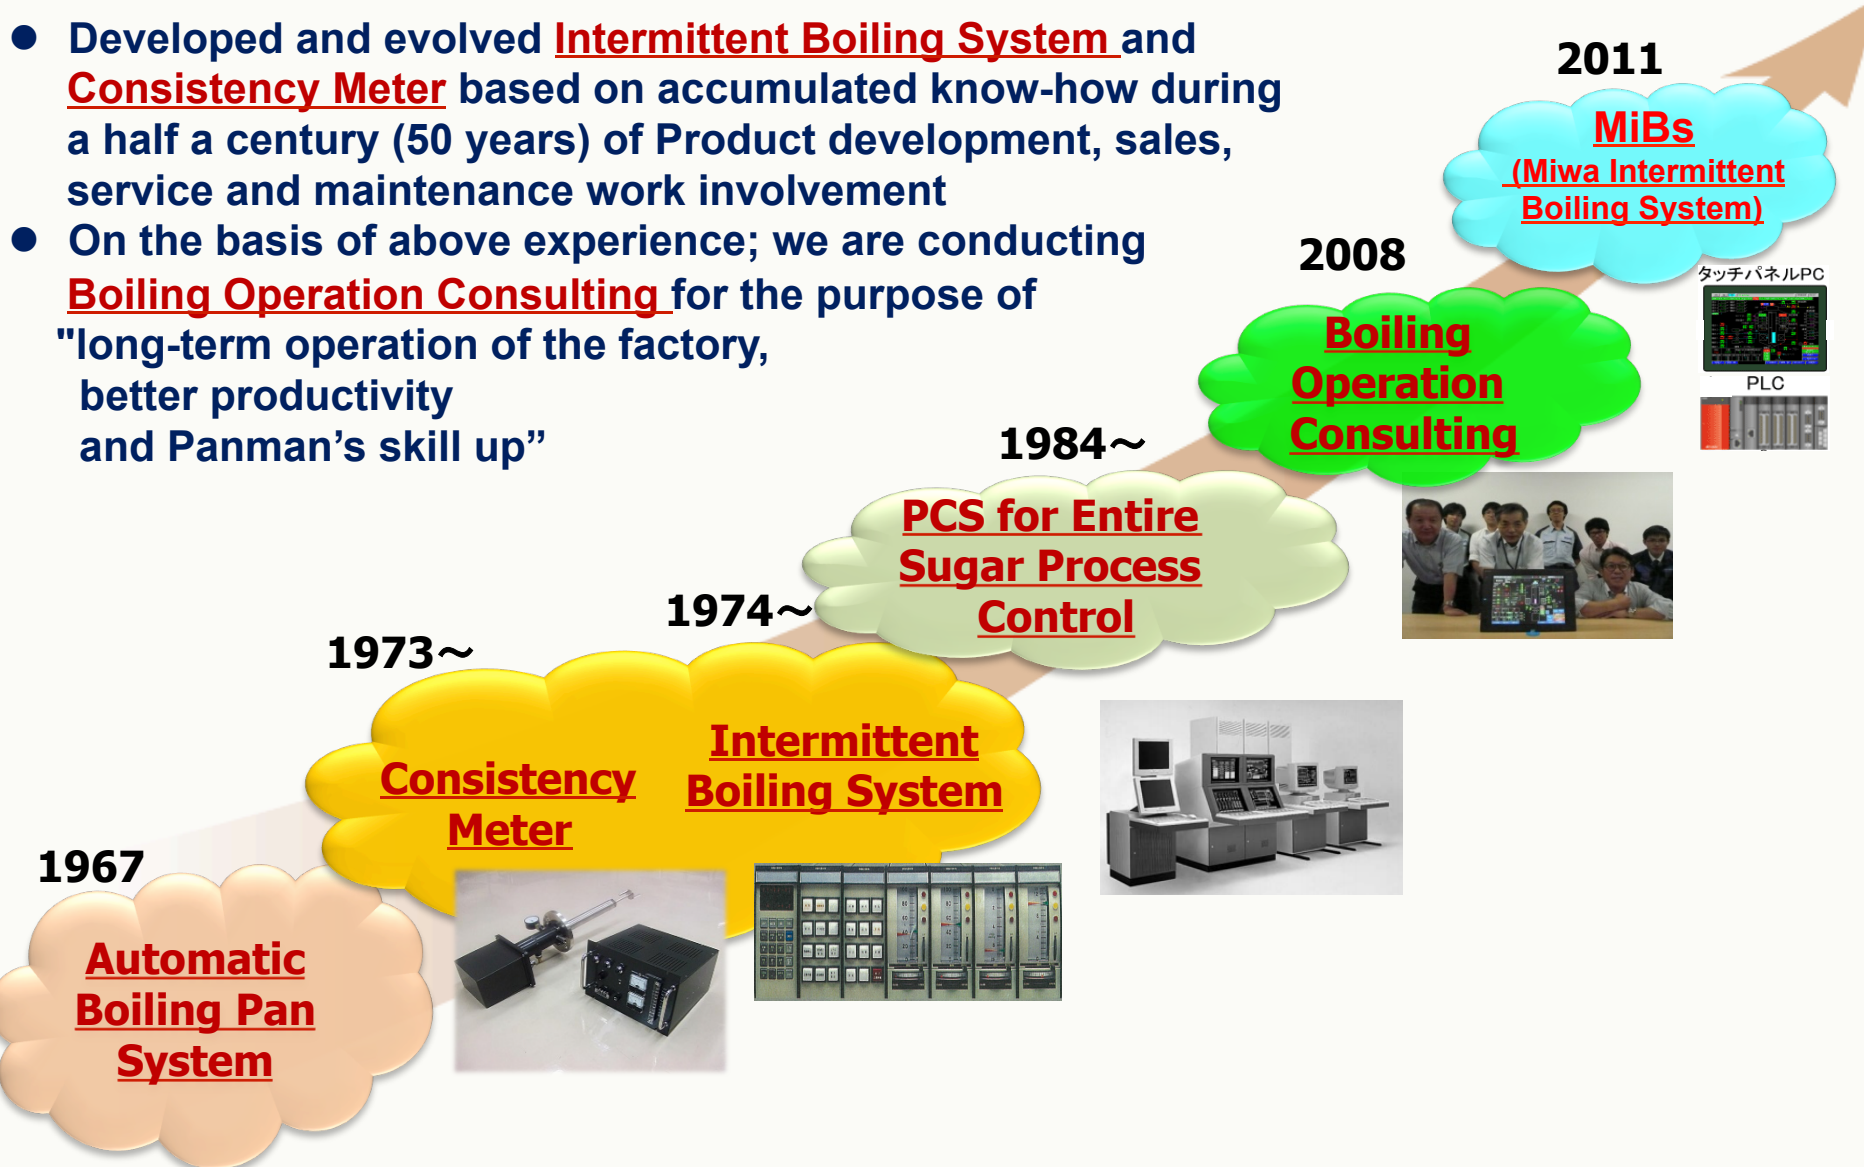 ● Developed and evolved Intermittent Boiling System and
Consistency Meter based on accumulated know-how during
a half a century (50 years) of Product development, sales,
service and maintenance work involvement
● On the basis of above experience; we are conducting
Boiling Operation Consulting for the purpose of
"long-term operation of the factory,
better productivity
and Panman’s skill up”
2011
MiBs
(Miwa Intermittent
Boiling System)
タッチパネルPC
PLC
2008
Boiling
Operation
Consulting
1984～
PCS for Entire
Sugar Process
Control
1974～
Intermittent
Boiling System
1973～
Consistency
Meter
1967
Automatic
Boiling Pan
System